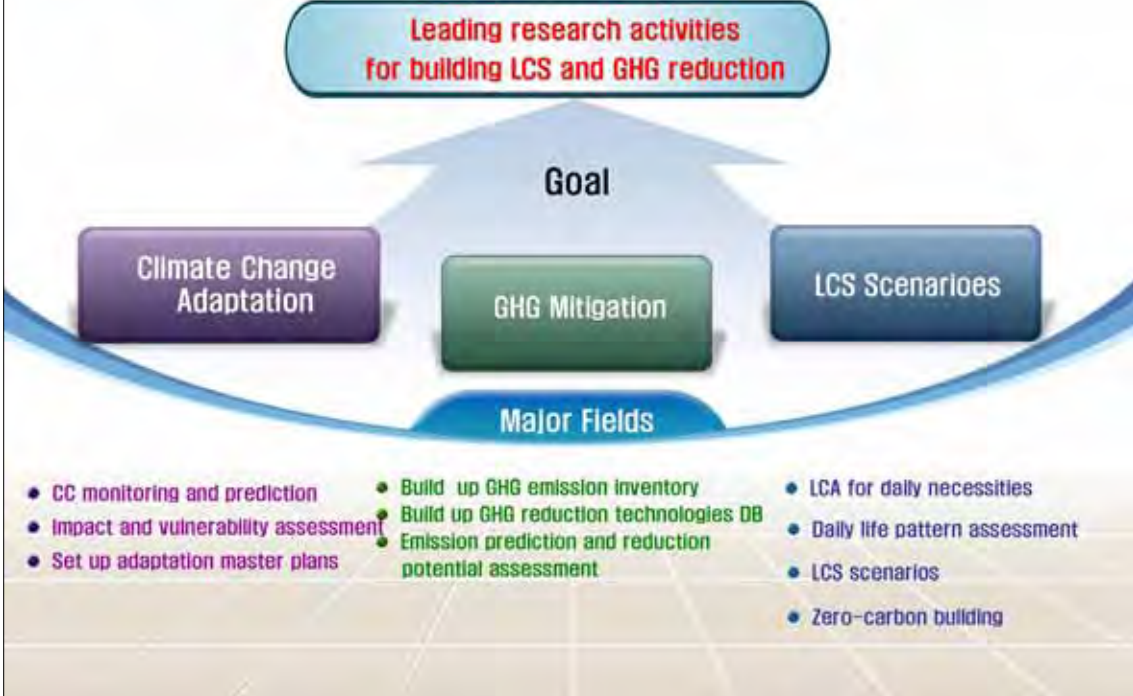 Leading research activities
for building LCS and GHG reduction
Goal
Climate Change
Adaptation
GHG Mitigation
LCS Scenarioes
Major Fields
• CC monitoring and prediction
• Impact and vulnerability assessment
• Set up adaptation master plans
• Build up GHG emission inventory
• Build up GHG reduction technologies DB
• Emission prediction and reduction
potential assessment
• LCA for daily necessities
• Daily life pattern assessment
• LCS scenarios
• Zero-carbon building